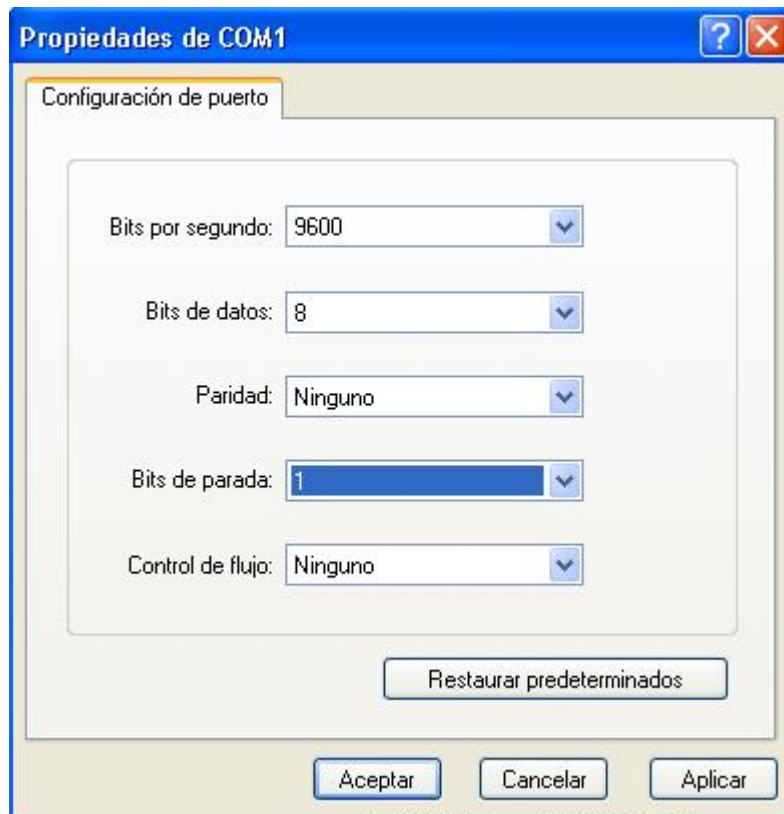 Propiedades de COM1
Configuración de puerto
Bits por segundo: 9600
Bits de datos: 8
Paridad: Ninguno
Bits de parada: 1
Control de flujo: Ninguno
Restaurar predeterminados
Aceptar Cancelar Aplicar